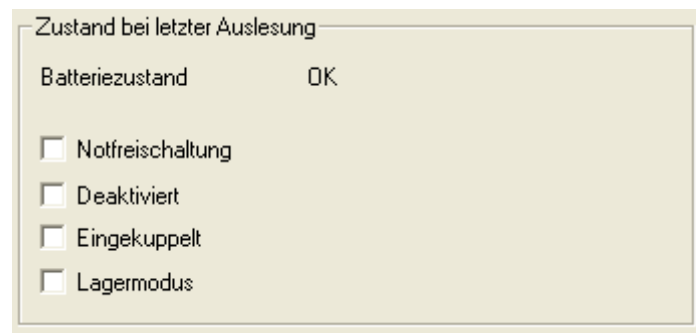 Zustand bei letzter Auslesung
Batteriezustand OK
Notfreischaltung
Deaktiviert
Eingekuppelt
Lagermodus